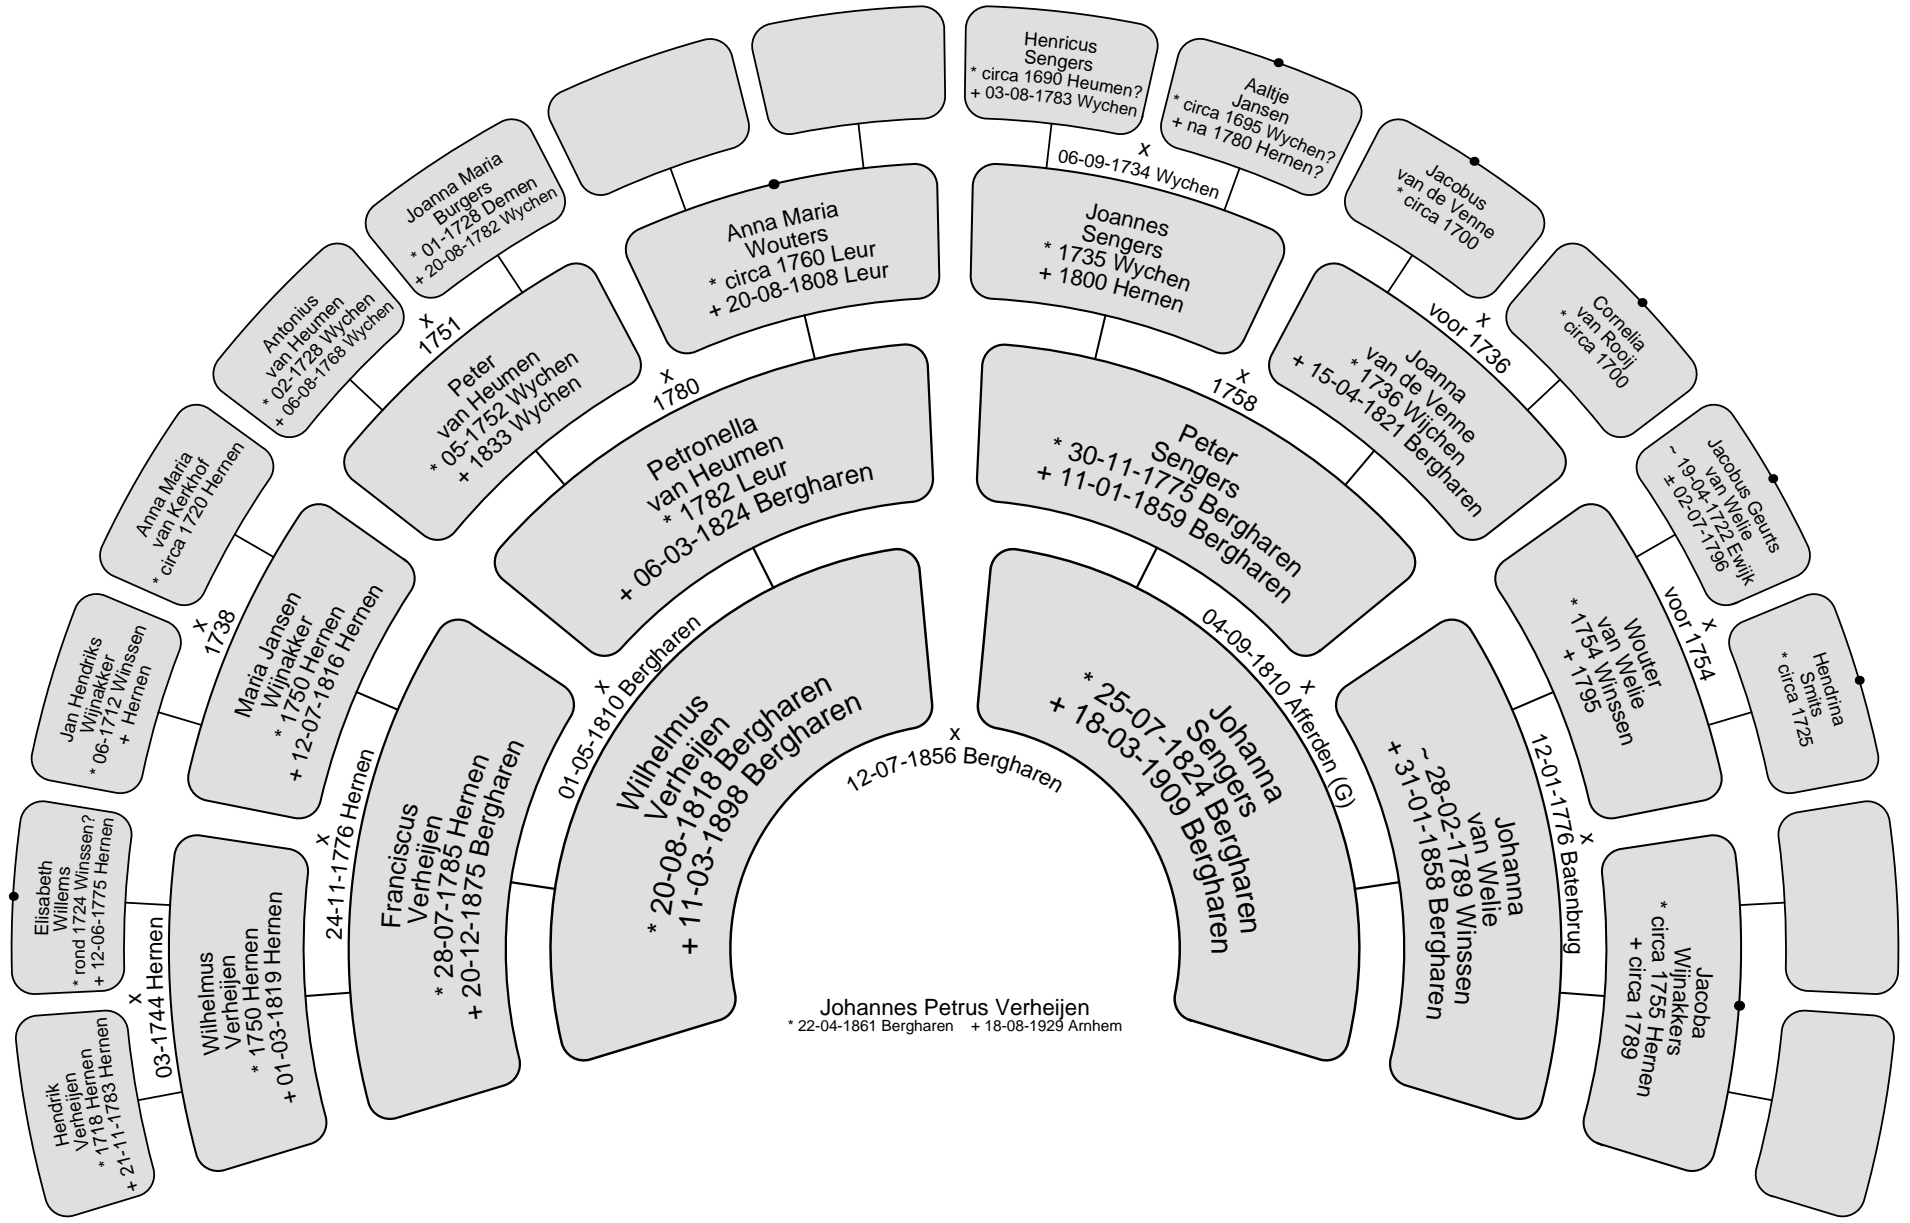 Henricus
Sengers
* circa 1690 Heumen?
+ 03-08-1783 Wychen
Aaltje
Jansen
* circa 1695 Wychen?
+ na 1780 Hernen?
x
06-09-1734 Wychen
Joanna Maria
Burgers
* 01-1728 Demen
+ 20-08-1782 Wychen
Jacobus
van de Venne
* circa 1700
Anna Maria
Wouters
* circa 1760 Leur
+ 20-08-1808 Leur
Joannes
Sengers
* 1735 Wychen
+ 1800 Hernen
Antonius
van Heumen
* 02-1728 Wychen
+ 06-08-1768 Wychen
x
1751
x
voor 1736
Cornelia
van Rooij
* circa 1700
Peter
van Heumen
* 05-1752 Wychen
+ 1833 Wychen
x
1780
x
1758
Joanna
van de Venne
* 1736 Wijchen
+ 15-04-1821 Bergharen
Anna Maria
van Kerkhof
* circa 1720 Hernen
Petronella
van Heumen
* 1782 Leur
+ 06-03-1824 Bergharen
Peter
Sengers
* 30-11-1775 Bergharen
+ 11-01-1859 Bergharen
Jacobus Geurts
van Welie
~ 19-04-1722 Ewijk
± 02-07-1796
x
1738
Maria Jansen
Wijnakker
* 1750 Hernen
+ 12-07-1816 Hernen
Wouter
van Welie
* 1754 Winssen
+ 1795
x
voor 1754
Jan Hendriks
Wijnakker
* 06-1712 Winssen
+ Hernen
Hendrina
Smits
* circa 1725
x
01-05-1810 Bergharen
x
04-09-1810 Afferden (G)
Wilhelmus
Verheijen
* 20-08-1818 Bergharen
+ 11-03-1898 Bergharen
x
12-07-1856 Bergharen
Johanna
Sengers
* 25-07-1824 Bergharen
+ 18-03-1909 Bergharen
x
24-11-1776 Hernen
Franciscus
Verheijen
* 28-07-1785 Hernen
+ 20-12-1875 Bergharen
Johanna
van Welie
~ 28-02-1789 Winssen
+ 31-01-1858 Bergharen
x
12-01-1776 Batenbrug
Elisabeth
Willems
* rond 1724 Winssen?
+ 12-06-1775 Hernen
x
03-1744 Hernen
Wilhelmus
Verheijen
* 1750 Hernen
+ 01-03-1819 Hernen
Jacoba
Wijnakkers
* circa 1755 Hernen
+ circa 1789
Hendrik
Verheijen
* 1718 Hernen
+ 21-11-1783 Hernen
Johannes Petrus Verheijen
* 22-04-1861 Bergharen + 18-08-1929 Arnhem